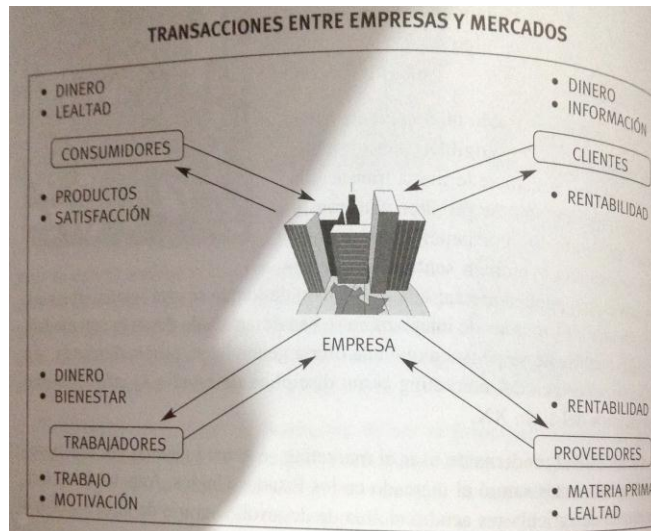 TRANSACCIONES ENTRE EMPRESAS Y MERCADOS
• DINERO
• LEALTAD
CONSUMIDORES
• PRODUCTOS
• SATISFACCIÓN
• DINERO
• INFORMACIÓN
CLIENTES
• RENTABILIDAD
EMPRESA
• DINERO
• BIENESTAR
TRABAJADORES
• TRABAJO
• MOTIVACIÓN
• RENTABILIDAD
PROVEEDORES
• MATERIA PRIMA
• LEALTAD